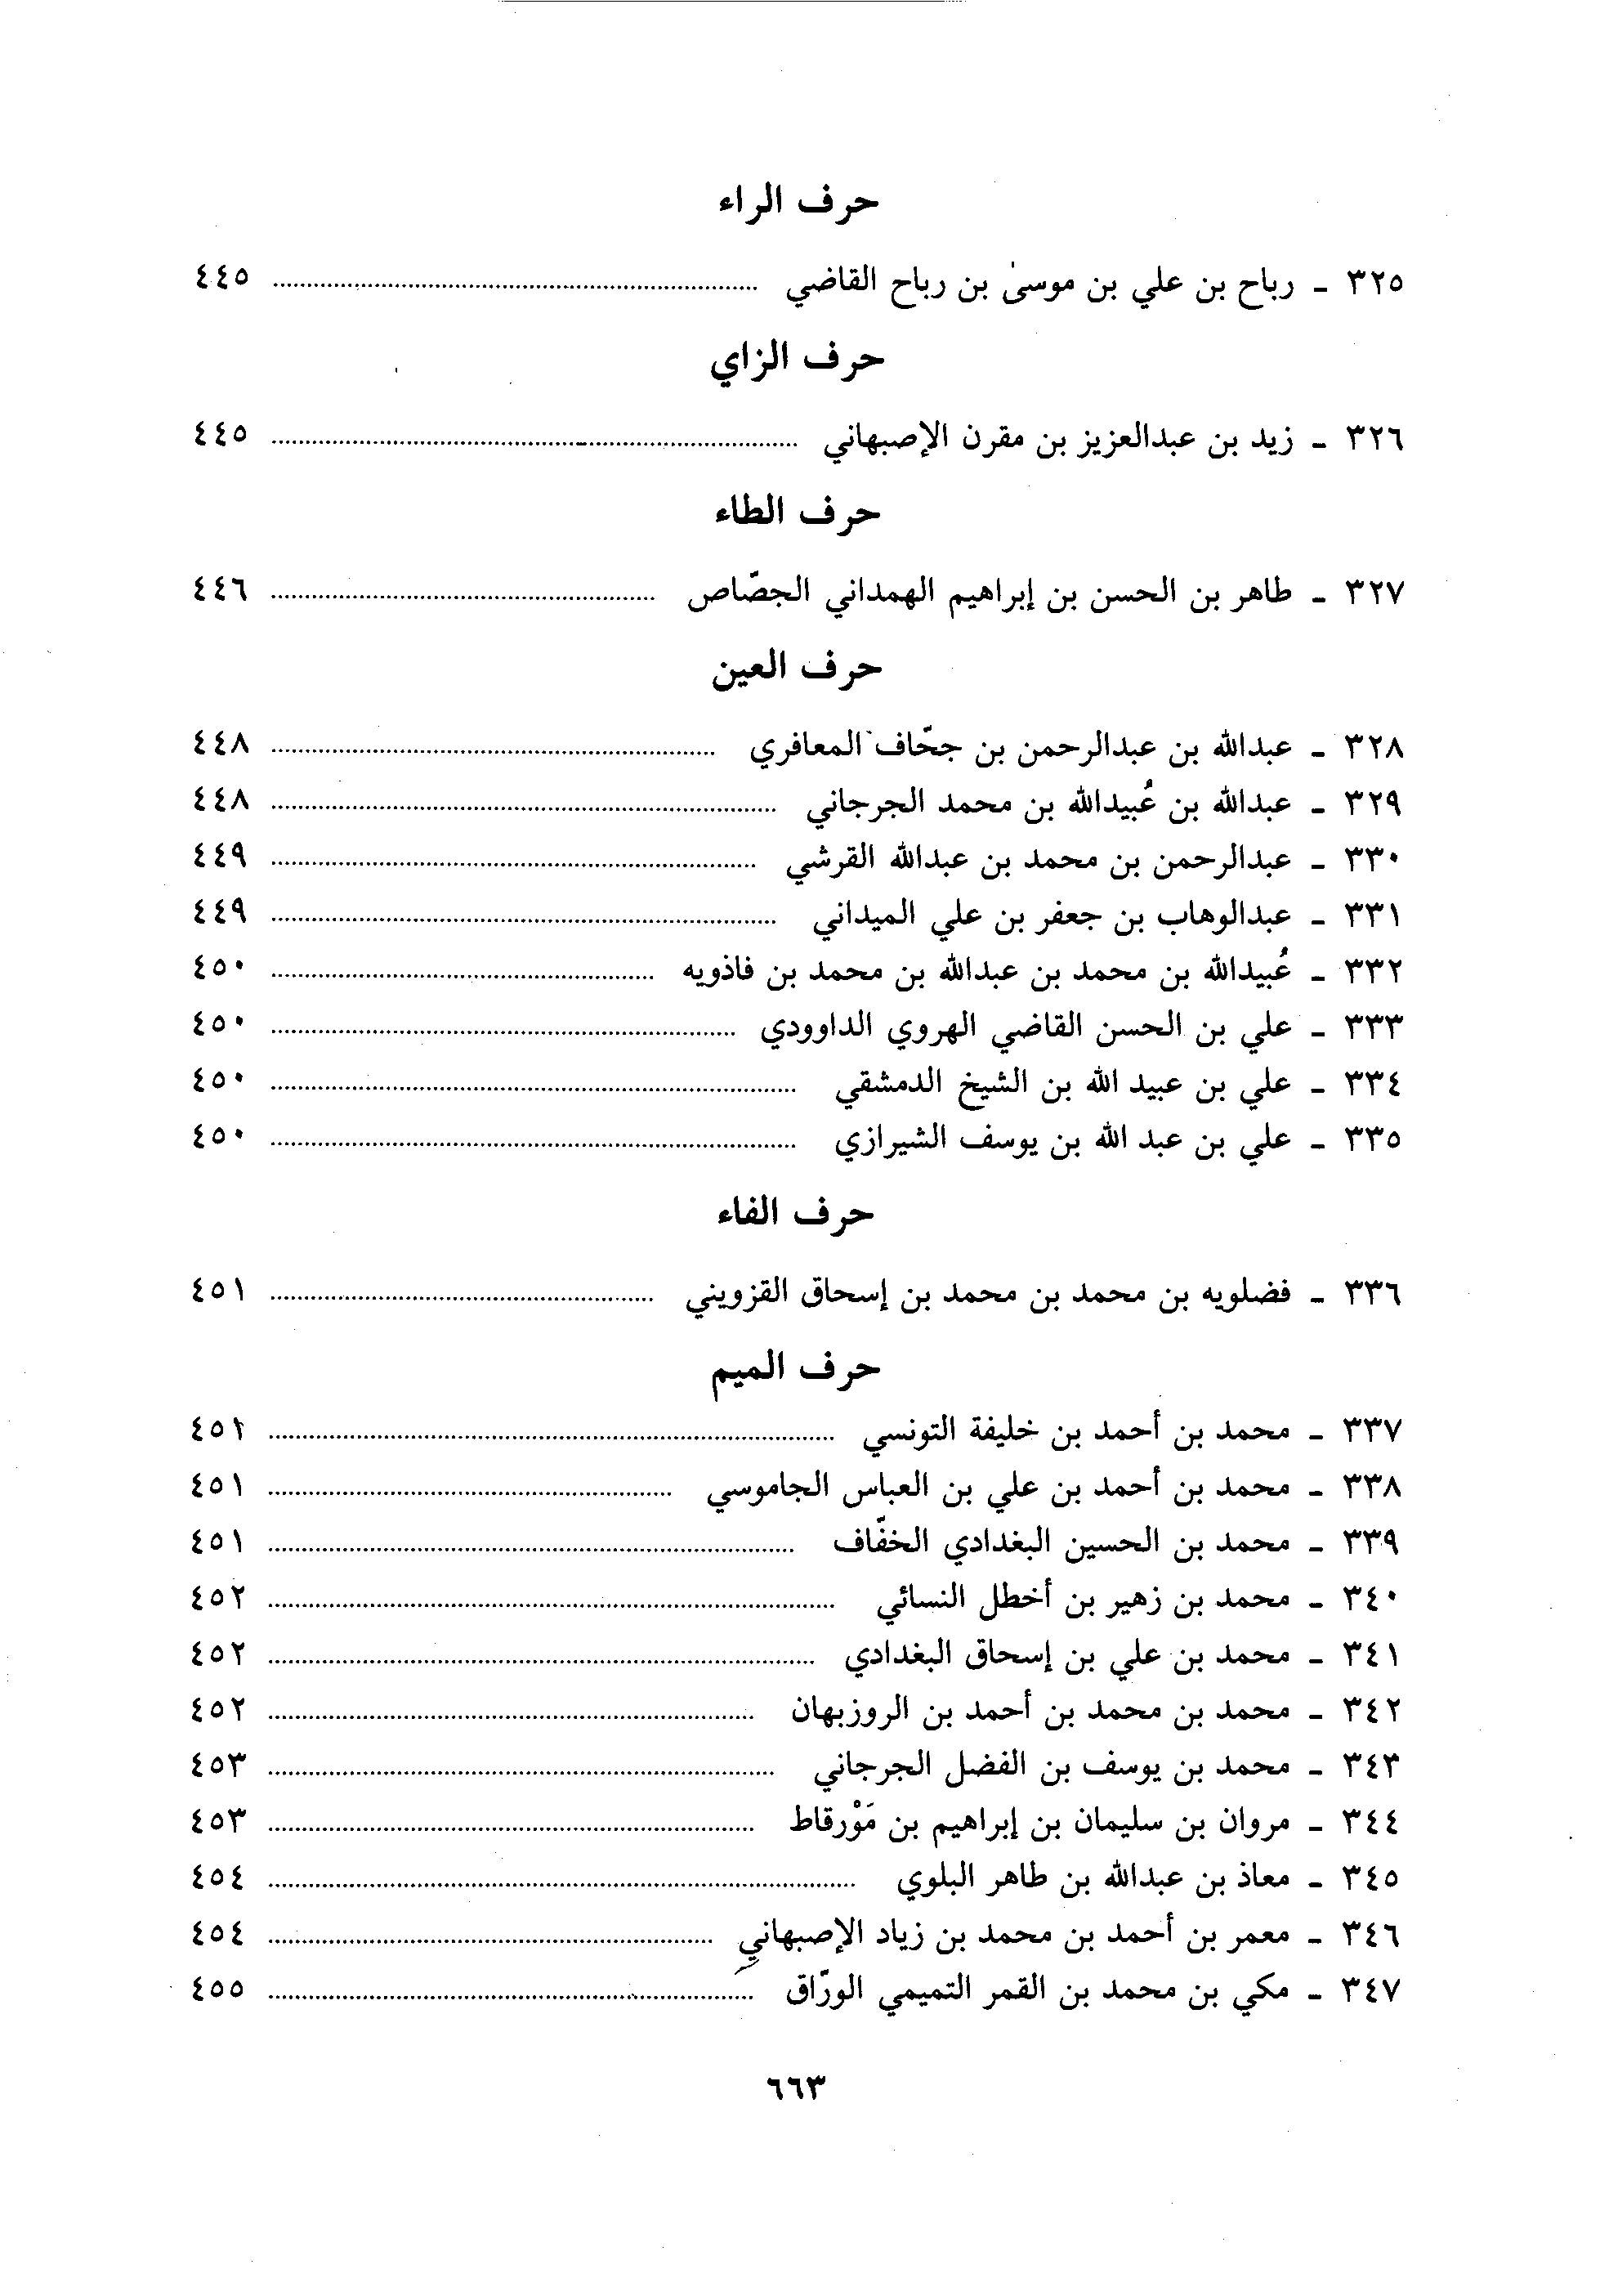 حرف الراء
٣٢٥ ـ رباح بن علي بن موسىٰ بن رباح القاضي ........ ٤٤٥
حرف الزاي
٣٢٦ ـ زيد بن عبدالعزيز بن مقرن الإصبهاني ........ ٤٤٥
حرف الطاء
٣٢٧ ـ طاهر بن الحسن بن إبراهيم الهمداني الجصّاص ........ ٤٤٦
حرف العين
٣٢٨ ـ عبدالله بن عبدالرحمن بن جحّاف المعافري ........ ٤٤٨
٣٢٩ ـ عبدالله بن عُبيدالله بن محمد الجرجاني ........ ٤٤٨
٣٣٠ ـ عبدالرحمن بن محمد بن عبدالله القرشي ........ ٤٤٩
٣٣١ ـ عبدالوهاب بن جعفر بن علي الميداني ........ ٤٤٩
٣٣٢ ـ عُبيدالله بن محمد بن عبدالله بن محمد بن فاذويه ........ ٤٥٠
٣٣٣ ـ علي بن الحسن القاضي الهروي الداوودي ........ ٤٥٠
٣٣٤ ـ علي بن عبيد الله بن الشيخ الدمشقي ........ ٤٥٠
٣٣٥ ـ علي بن عبد الله بن يوسف الشيرازي ........ ٤٥٠
حرف الفاء
٣٣٦ ـ فضلويه بن محمد بن محمد بن إسحاق القزويني ........ ٤٥١
حرف الميم
٣٣٧ ـ محمد بن أحمد بن خليفة التونسي ........ ٤٥١
٣٣٨ ـ محمد بن أحمد بن علي بن العباس الجاموسي ........ ٤٥١
٣٣٩ ـ محمد بن الحسين البغدادي الخفّاف ........ ٤٥١
٣٤٠ ـ محمد بن زهير بن أخطل النسائي ........ ٤٥٢
٣٤١ ـ محمد بن علي بن إسحاق البغدادي ........ ٤٥٢
٣٤٢ ـ محمد بن محمد بن أحمد بن الروزبهان ........ ٤٥٢
٣٤٣ ـ محمد بن يوسف بن الفضل الجرجاني ........ ٤٥٣
٣٤٤ ـ مروان بن سليمان بن إبراهيم بن مَوْرقاط ........ ٤٥٣
٣٤٥ ـ معاذ بن عبدالله بن طاهر البلوي ........ ٤٥٤
٣٤٦ ـ معمر بن أحمد بن محمد بن زياد الإصبهاني ........ ٤٥٤
٣٤٧ ـ مكي بن محمد بن القمر التميمي الورّاق ........ ٤٥٥
٦٦٣